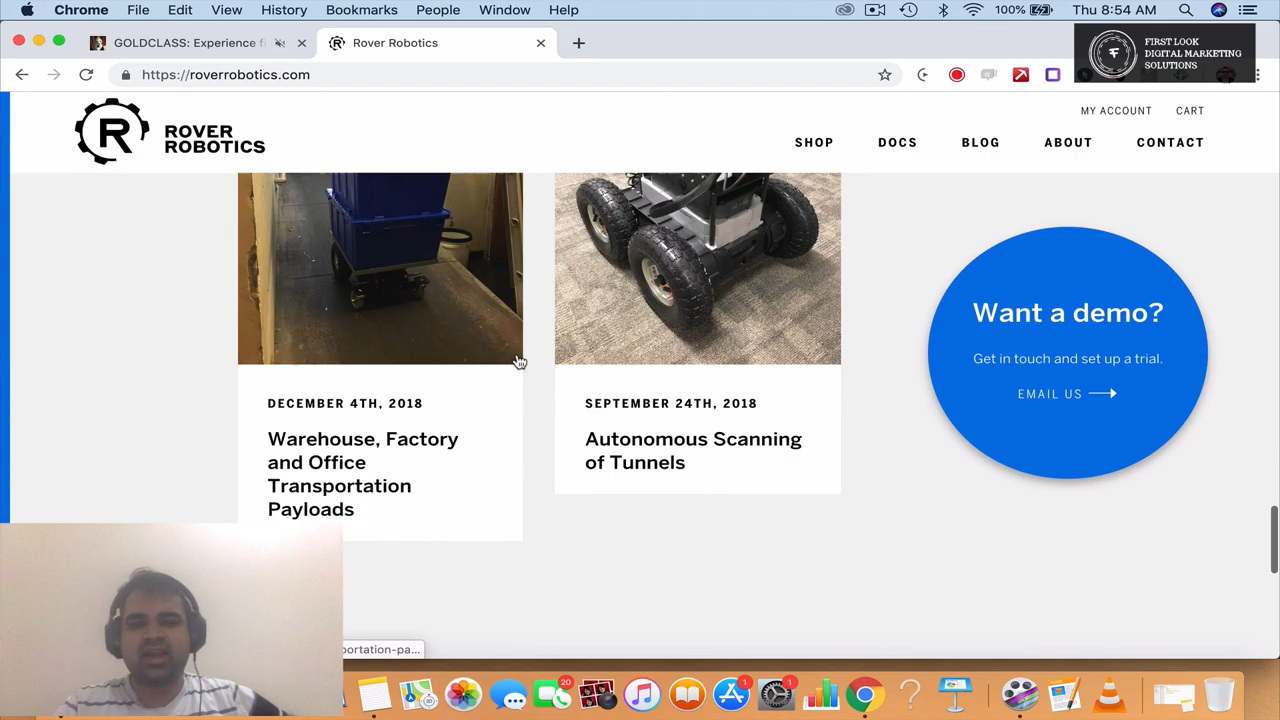 Chrome File Edit View History Bookmarks People Window Help 100% Thu 8:54 AM
GOLDCLASS: Experience f
Rover Robotics
FIRST LOOK
DIGITAL MARKETING
SOLUTIONS
https://roverrobotics.com
MY ACCOUNT CART
R ROVER
ROBOTICS
SHOP DOCS BLOG ABOUT CONTACT
DECEMBER 4TH, 2018
Warehouse, Factory
and Office
Transportation
Payloads
SEPTEMBER 24TH, 2018
Autonomous Scanning
of Tunnels
Want a demo?
Get in touch and set up a trial.
EMAIL US
portation-pa...
20
1
1